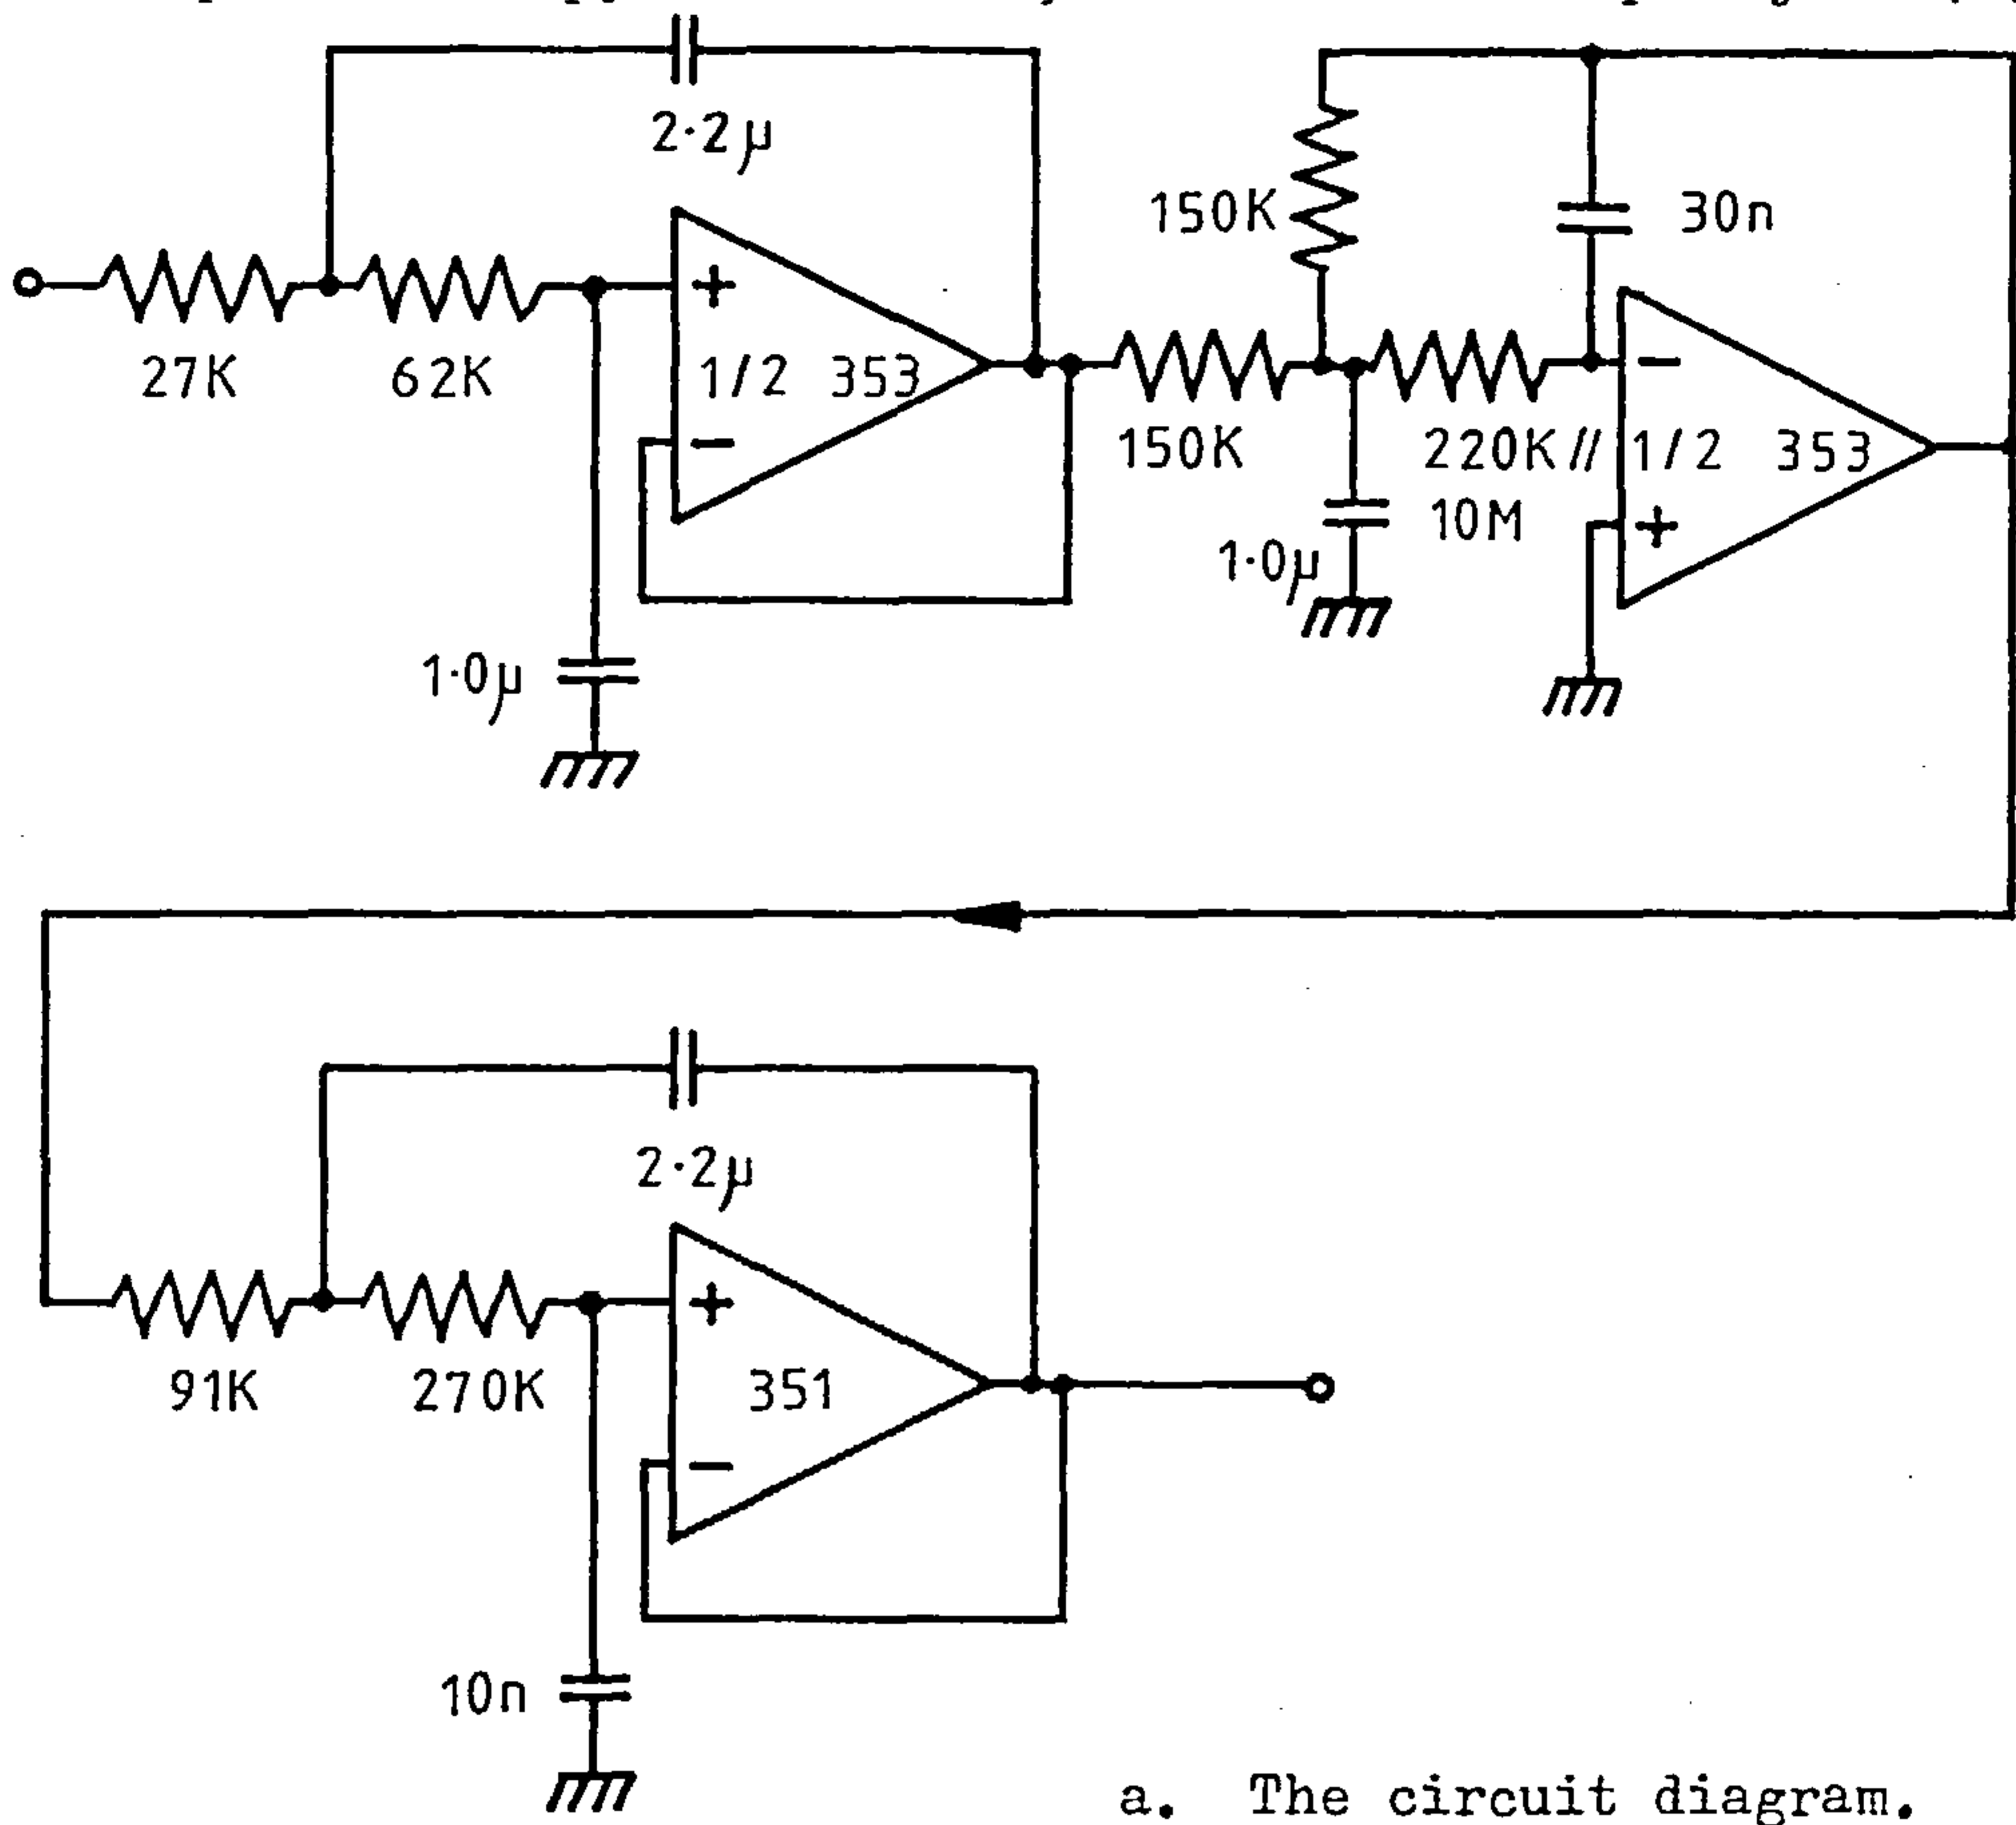 2·2µ
150K
30n
+
27K
62K
1/2 353
−
−
150K
220K//
10M
1/2 353
1·0µ
+
1·0µ
2·2µ
+
91K
270K
351
−
10n
a. The circuit diagram.